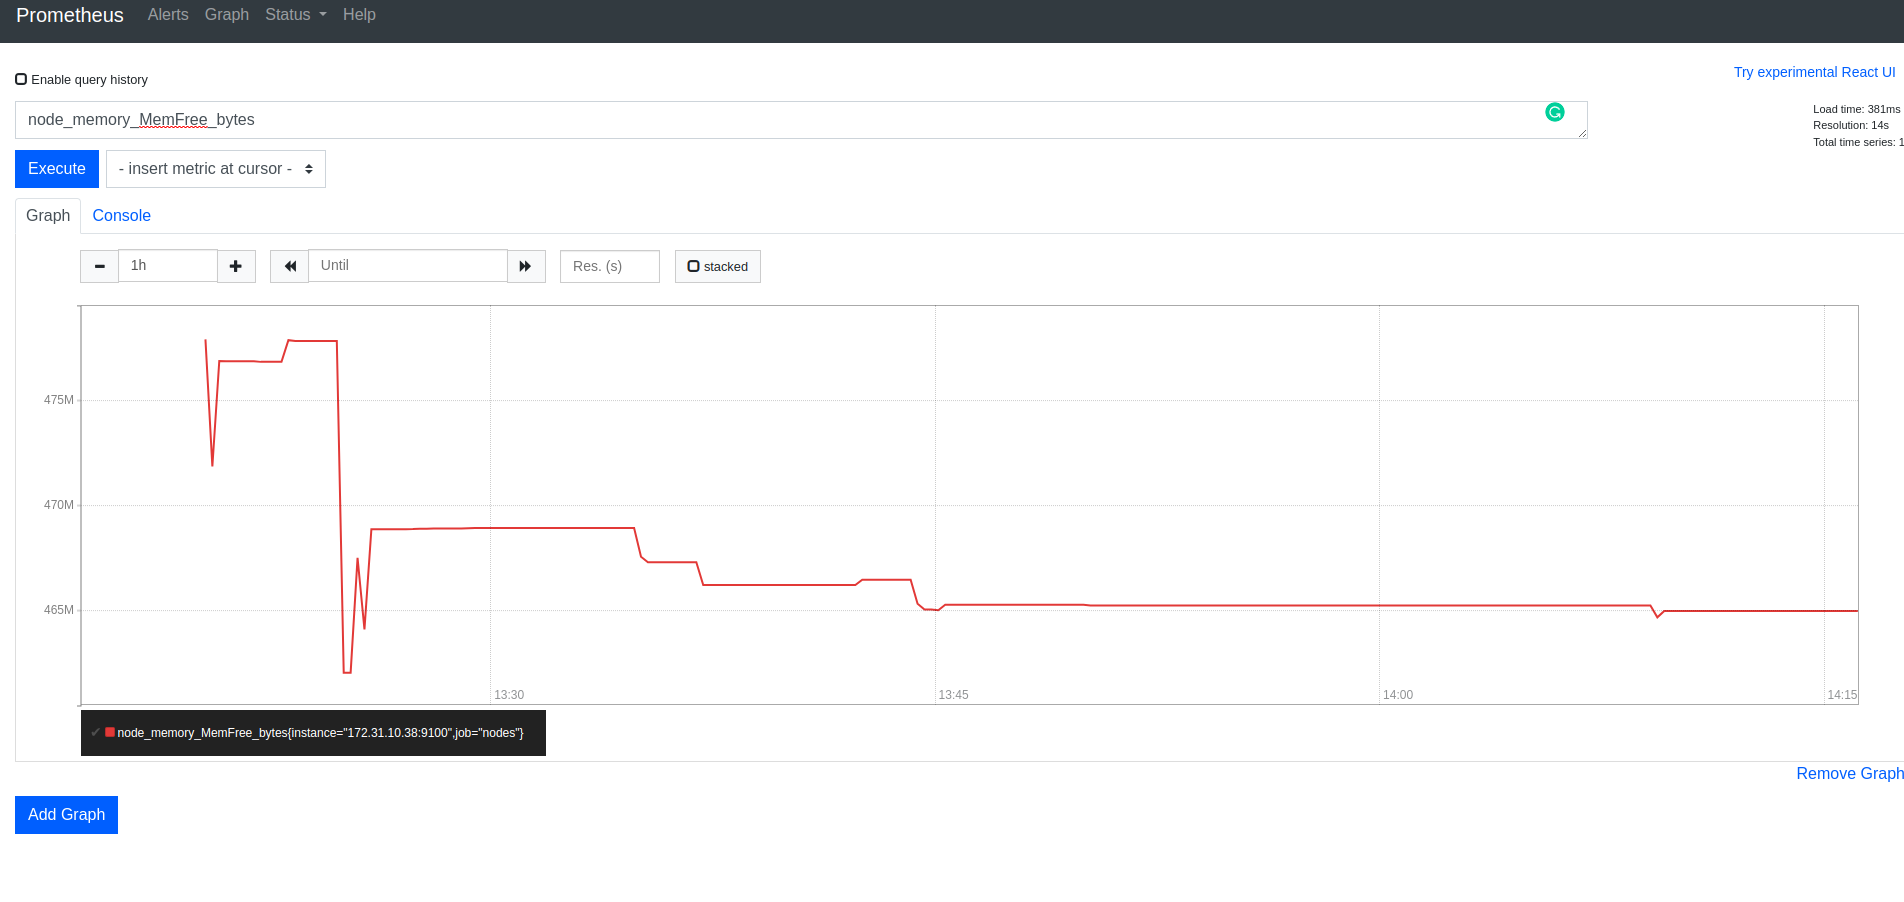 Prometheus Alerts Graph Status Help
Enable query history
Try experimental React UI
node_memory_MemFree_bytes
Load time: 381ms
Resolution: 14s
Total time series: 1
Execute
- insert metric at cursor -
Graph Console
1h
Until
Res. (s)
stacked
475M
470M
465M
13:30
13:45
14:00
14:15
node_memory_MemFree_bytes{instance="172.31.10.38:9100",job="nodes"}
Remove Graph
Add Graph